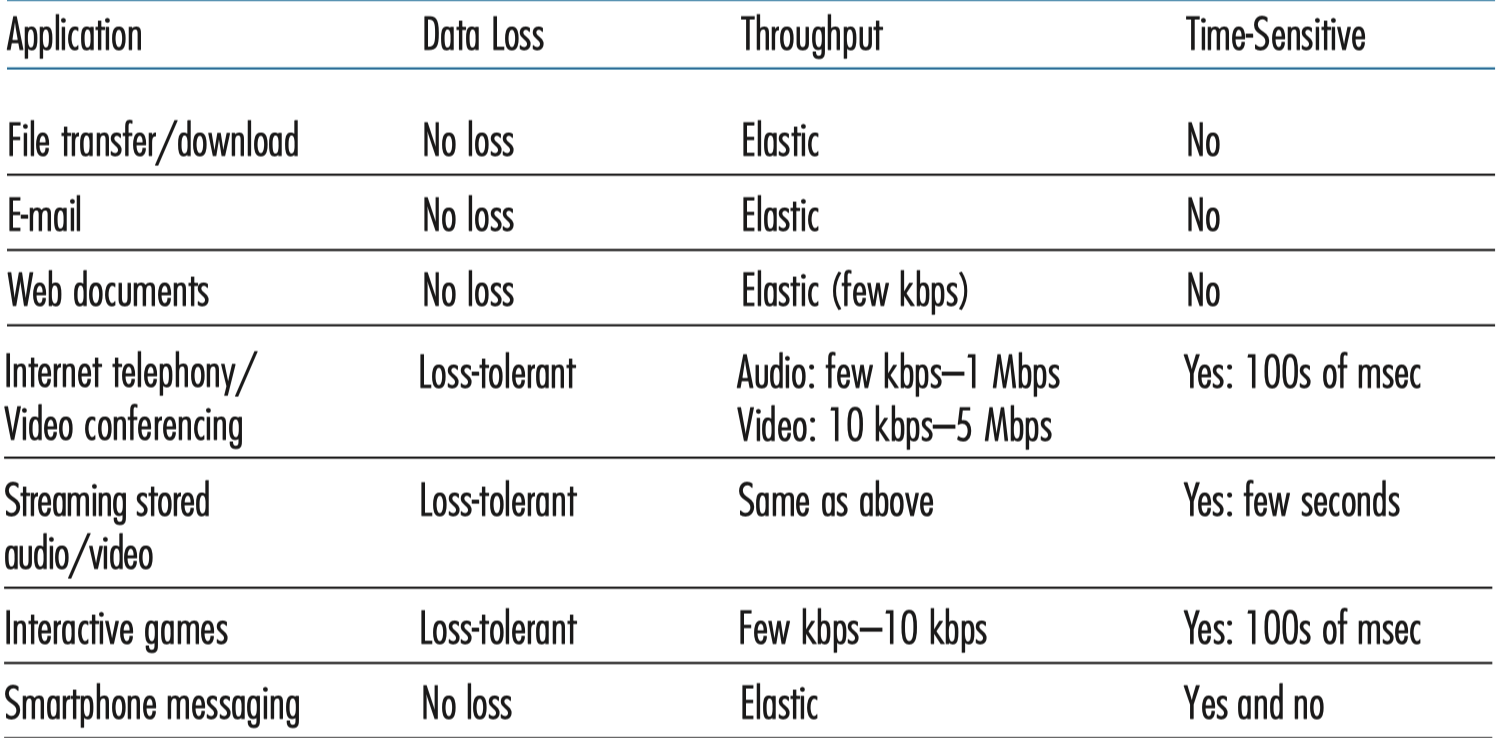 Application Data Loss Throughput Time-Sensitive
File transfer/download No loss Elastic No
E-mail No loss Elastic No
Web documents No loss Elastic (few kbps) No
Internet telephony/ Loss-tolerant Audio: few kbps–1 Mbps Yes: 100s of msec
Video conferencing Video: 10 kbps–5 Mbps
Streaming stored Loss-tolerant Same as above Yes: few seconds
audio/video
Interactive games Loss-tolerant Few kbps–10 kbps Yes: 100s of msec
Smartphone messaging No loss Elastic Yes and no